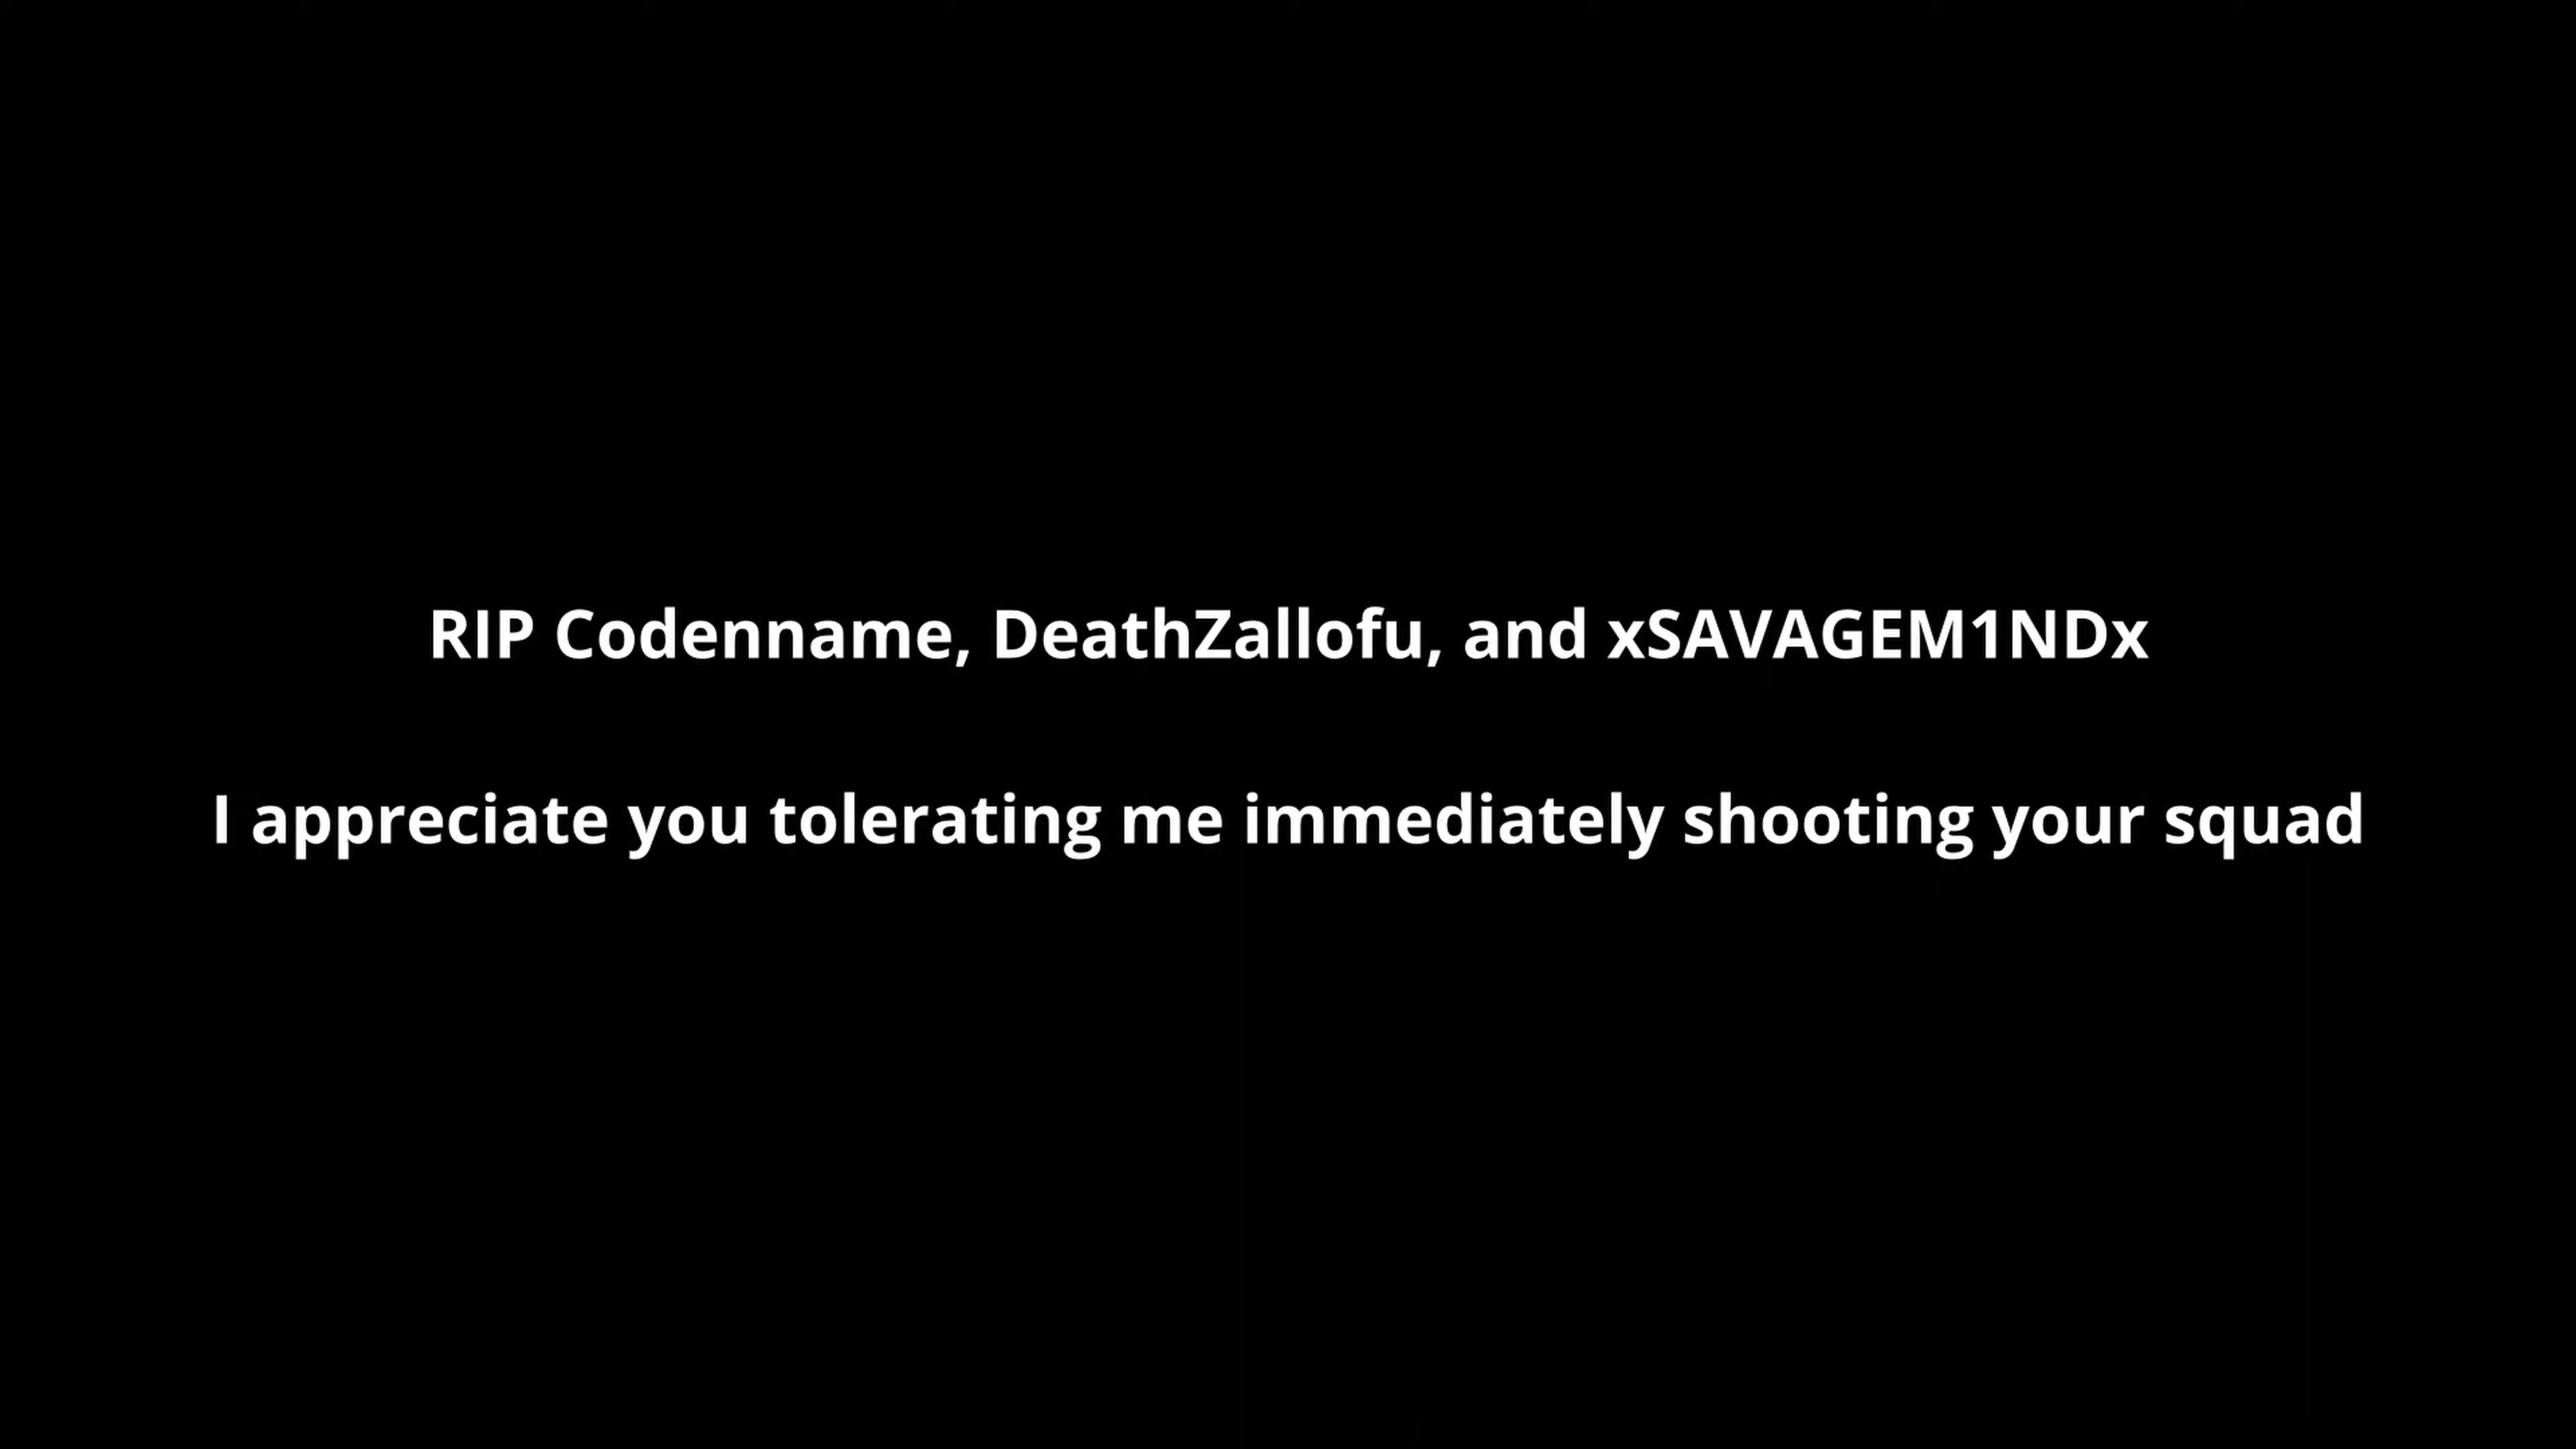 RIP Codenname, DeathZallofu, and xSAVAGEM1NDx
I appreciate you tolerating me immediately shooting your squad